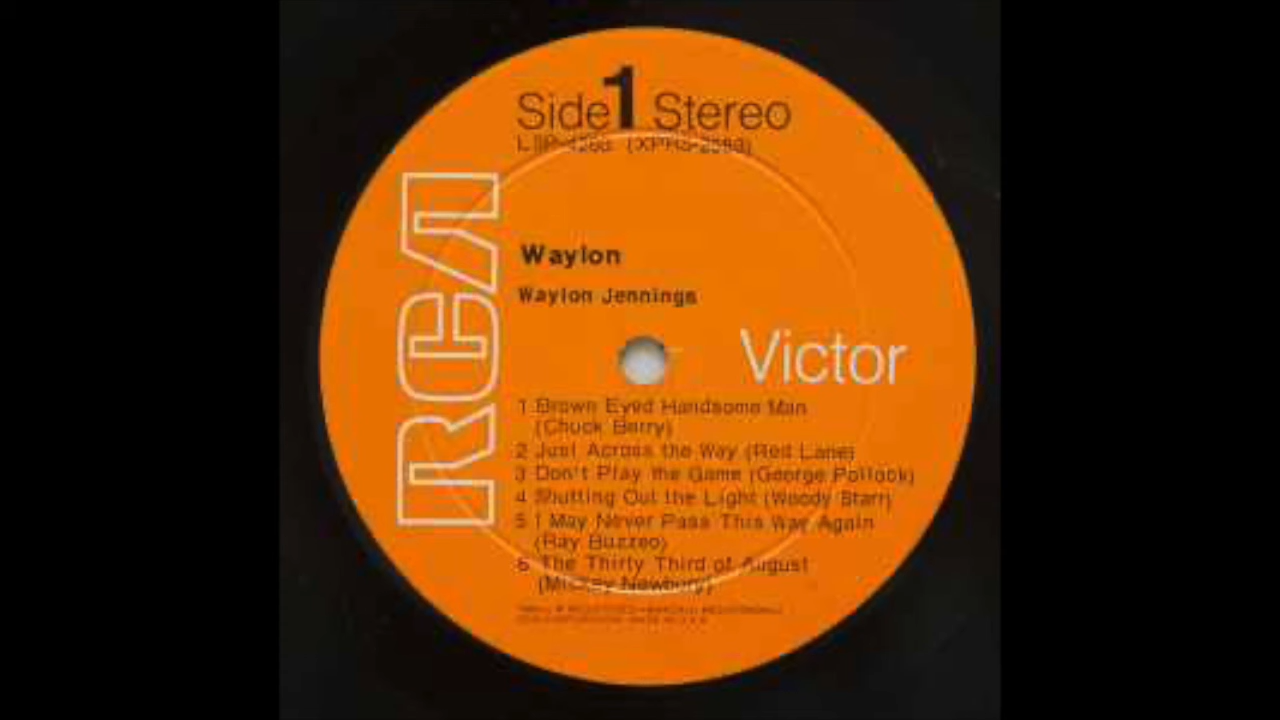 Side 1 Stereo
RCA
Waylon
Waylon Jennings
Victor
1 Brown Eyed Handsome Man
(Chuck Berry)
2 Just Across the Way (Red Lane)
3 Don't Play the Game (George Pollock)
4 Shutting Out the Light (Woody Starr)
5 I May Never Pass This Way Again
(Ray Buzzeo)
6 The Thirty Third of August
(Mickey Newbury)